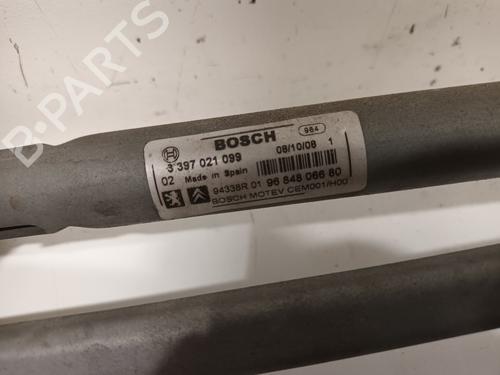 BOSCH
984
3 397 021 099
08/10/08 1
02 Made in Spain
94338R 01 96 848 066 80
BOSCH MOTEV CEM001/H00
B-PARTS